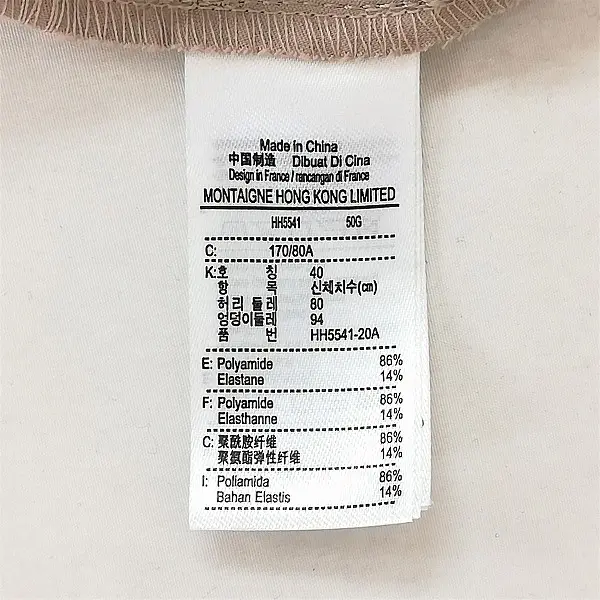 Made in China
中国制造 Dibuat Di Cina
Design in France / rancangan di France
MONTAIGNE HONG KONG LIMITED
HH5541 50G
C: 170/80A
K:호 칭 40
항 목 신체치수(cm)
허리 둘레 80
엉덩이둘레 94
품 번 HH5541-20A
E: Polyamide 86%
Elastane 14%
F: Polyamide 86%
Elasthanne 14%
C: 聚酰胺纤维 86%
聚氨酯弹性纤维 14%
I: Poliamida 86%
Bahan Elastis 14%